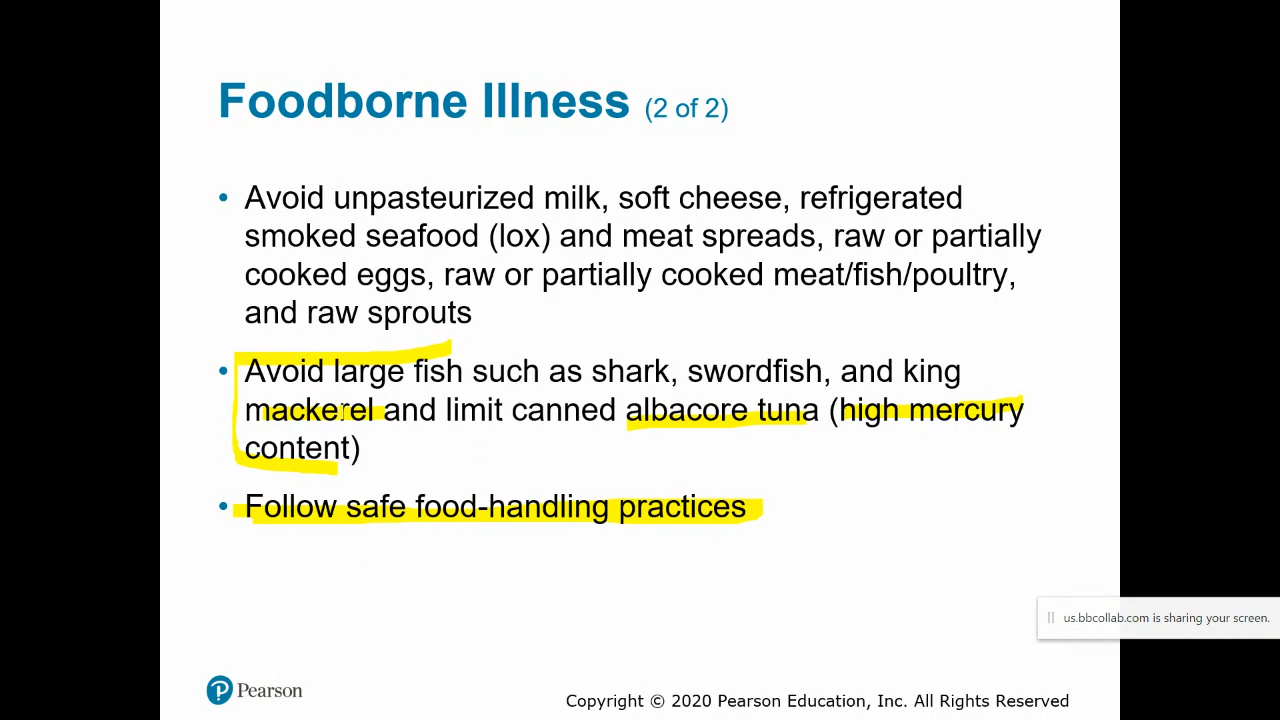 Foodborne Illness (2 of 2)
• Avoid unpasteurized milk, soft cheese, refrigerated
smoked seafood (lox) and meat spreads, raw or partially
cooked eggs, raw or partially cooked meat/fish/poultry,
and raw sprouts
• Avoid large fish such as shark, swordfish, and king
mackerel and limit canned albacore tuna (high mercury
content)
• Follow safe food-handling practices
us.bbcollab.com is sharing your screen.
P Pearson
Copyright © 2020 Pearson Education, Inc. All Rights Reserved